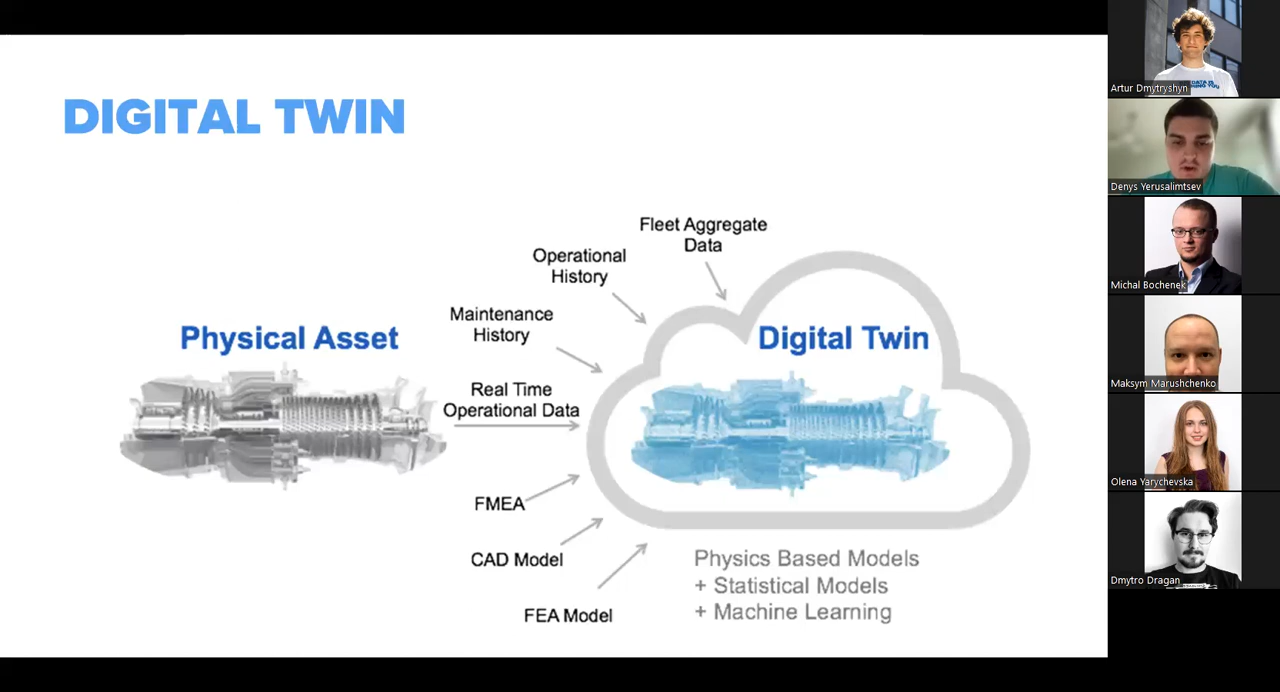 DIGITAL TWIN
Fleet Aggregate
Data
Operational
History
Maintenance
History
Physical Asset
Digital Twin
Real Time
Operational Data
FMEA
CAD Model
FEA Model
Physics Based Models
+ Statistical Models
+ Machine Learning
Artur Dmytryshyn
Denys Yerusalimtsev
Michal Bochenek
Maksym Marushchenko
Olena Yarychevska
Dmytro Dragan